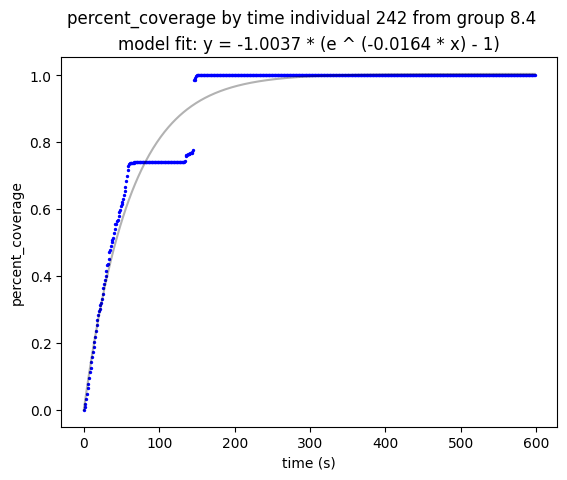 percent_coverage by time individual 242 from group 8.4
model fit: y = -1.0037 * (e ^ (-0.0164 * x) - 1)
1.0
0.8
0.6
0.4
0.2
0.0
percent_coverage
0 100 200 300 400 500 600
time (s)